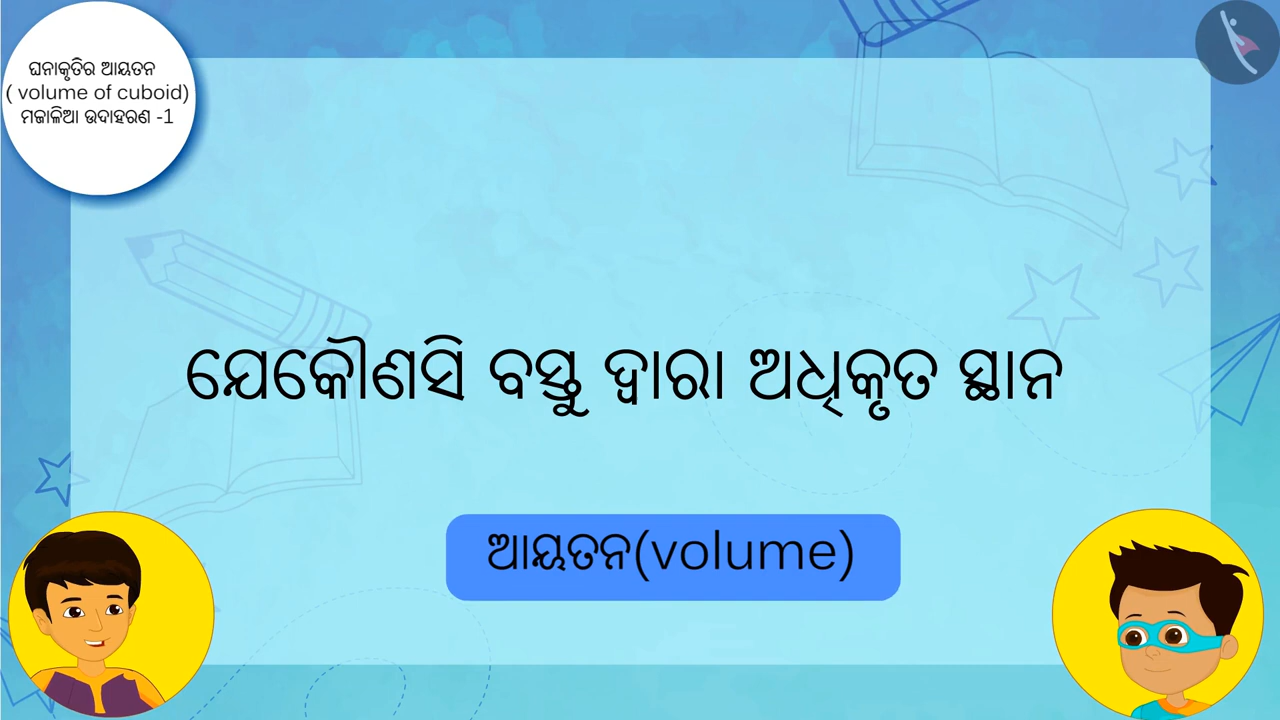 ଘନାକୃତିର ଆୟତନ
( volume of cuboid)
ମଜାଳିଆ ଉଦାହରଣ -1
ଯେକୌଣସି ବସ୍ତୁ ଦ୍ୱାରା ଅଧିକୃତ ସ୍ଥାନ
ଆୟତନ(volume)